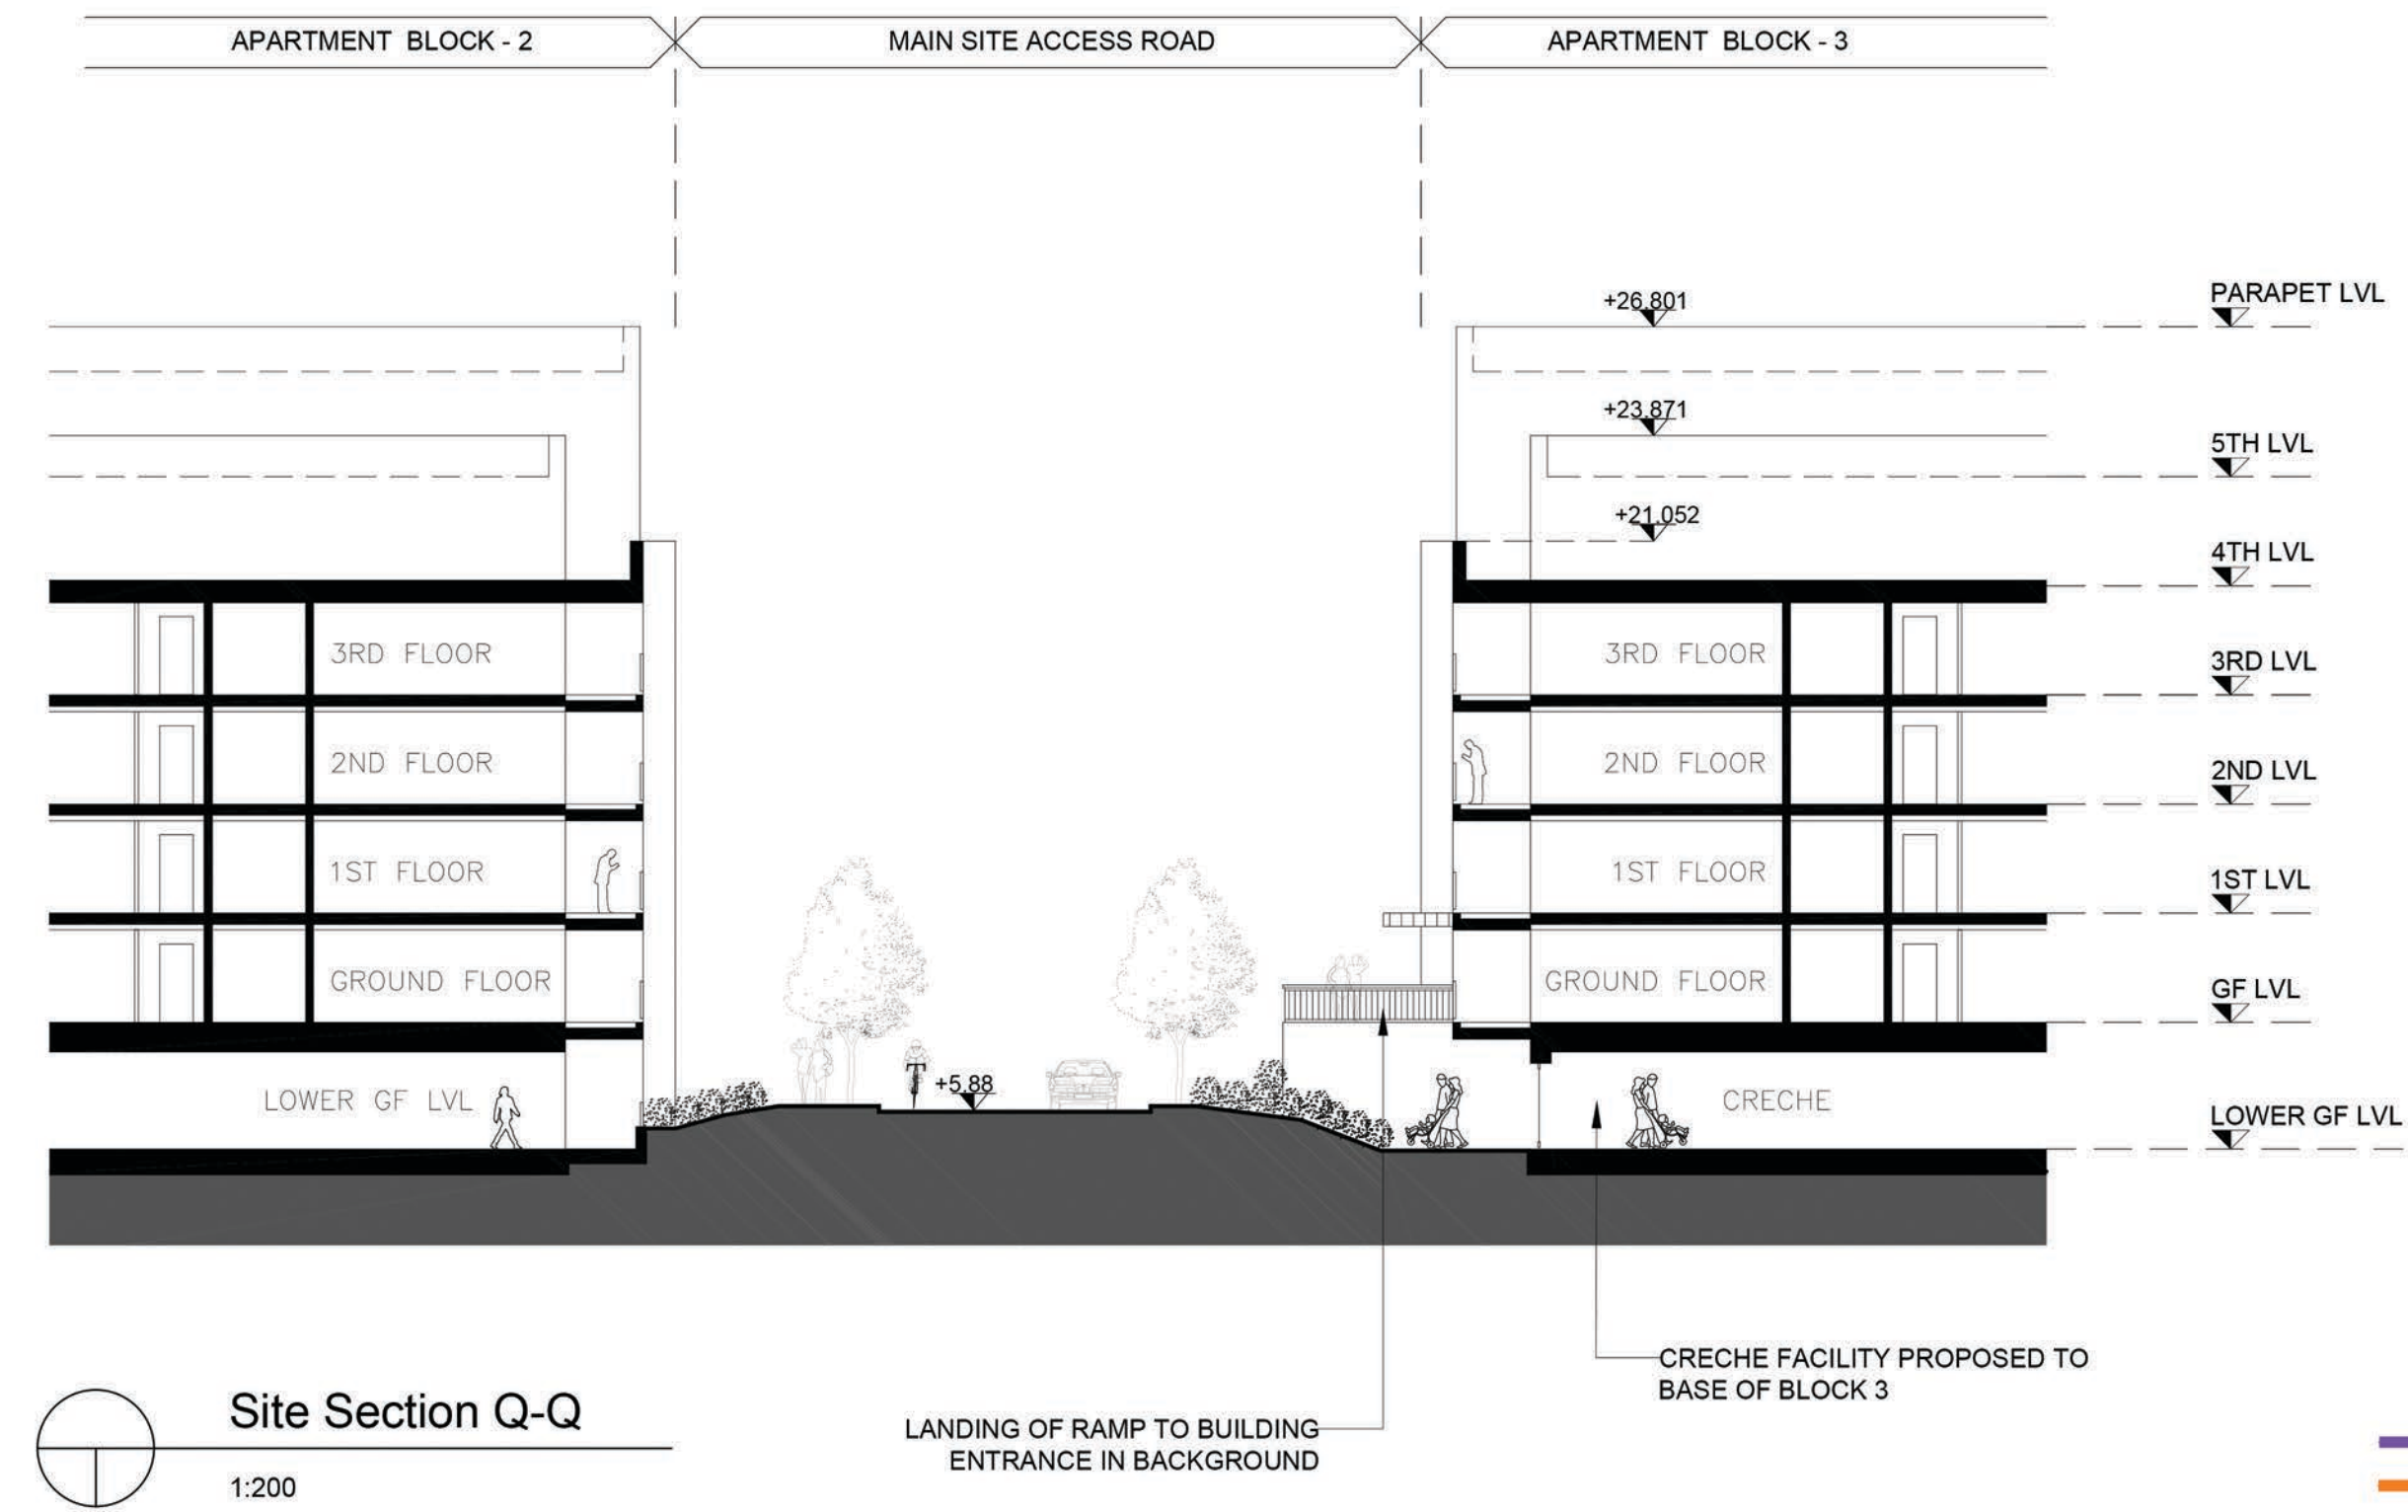 APARTMENT BLOCK - 2
MAIN SITE ACCESS ROAD
APARTMENT BLOCK - 3
+26.801
PARAPET LVL
+23.871
5TH LVL
+21.052
4TH LVL
3RD FLOOR
3RD FLOOR
3RD LVL
2ND FLOOR
2ND FLOOR
2ND LVL
1ST FLOOR
1ST FLOOR
1ST LVL
GROUND FLOOR
GROUND FLOOR
GF LVL
+5.88
LOWER GF LVL
CRECHE
LOWER GF LVL
CRECHE FACILITY PROPOSED TO
BASE OF BLOCK 3
LANDING OF RAMP TO BUILDING
ENTRANCE IN BACKGROUND
Site Section Q-Q
1:200